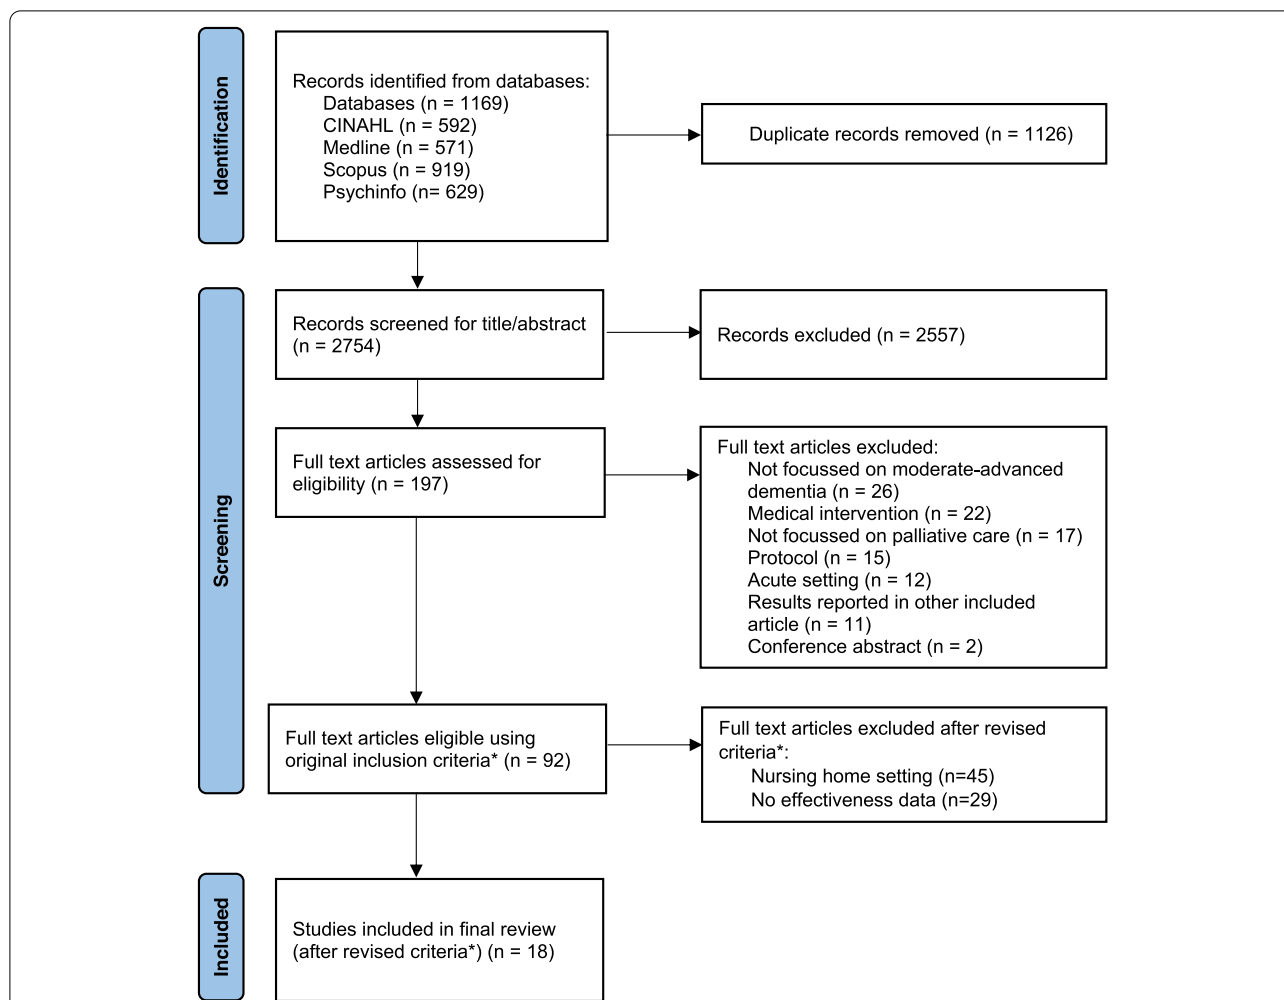 Identification
Records identified from databases:
Databases (n = 1169)
CINAHL (n = 592)
Medline (n = 571)
Scopus (n = 919)
Psychinfo (n= 629)
Duplicate records removed (n = 1126)
Screening
Records screened for title/abstract
(n = 2754)
Records excluded (n = 2557)
Full text articles assessed for
eligibility (n = 197)
Full text articles excluded:
Not focussed on moderate-advanced
dementia (n = 26)
Medical intervention (n = 22)
Not focussed on palliative care (n = 17)
Protocol (n = 15)
Acute setting (n = 12)
Results reported in other included
article (n = 11)
Conference abstract (n = 2)
Full text articles eligible using
original inclusion criteria* (n = 92)
Full text articles excluded after revised
criteria*:
Nursing home setting (n=45)
No effectiveness data (n=29)
Included
Studies included in final review
(after revised criteria*) (n = 18)